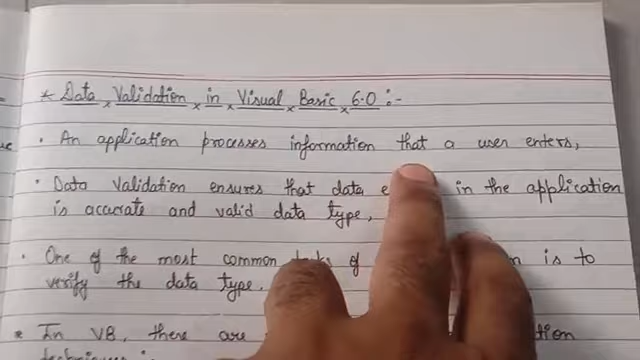 * Data Validation in Visual Basic 6.0 :-
• An application processes information that a user enters,
• Data Validation ensures that data in the application
is accurate and valid data type,
• One of the most common of is to
verify the data type.
* In VB, there are